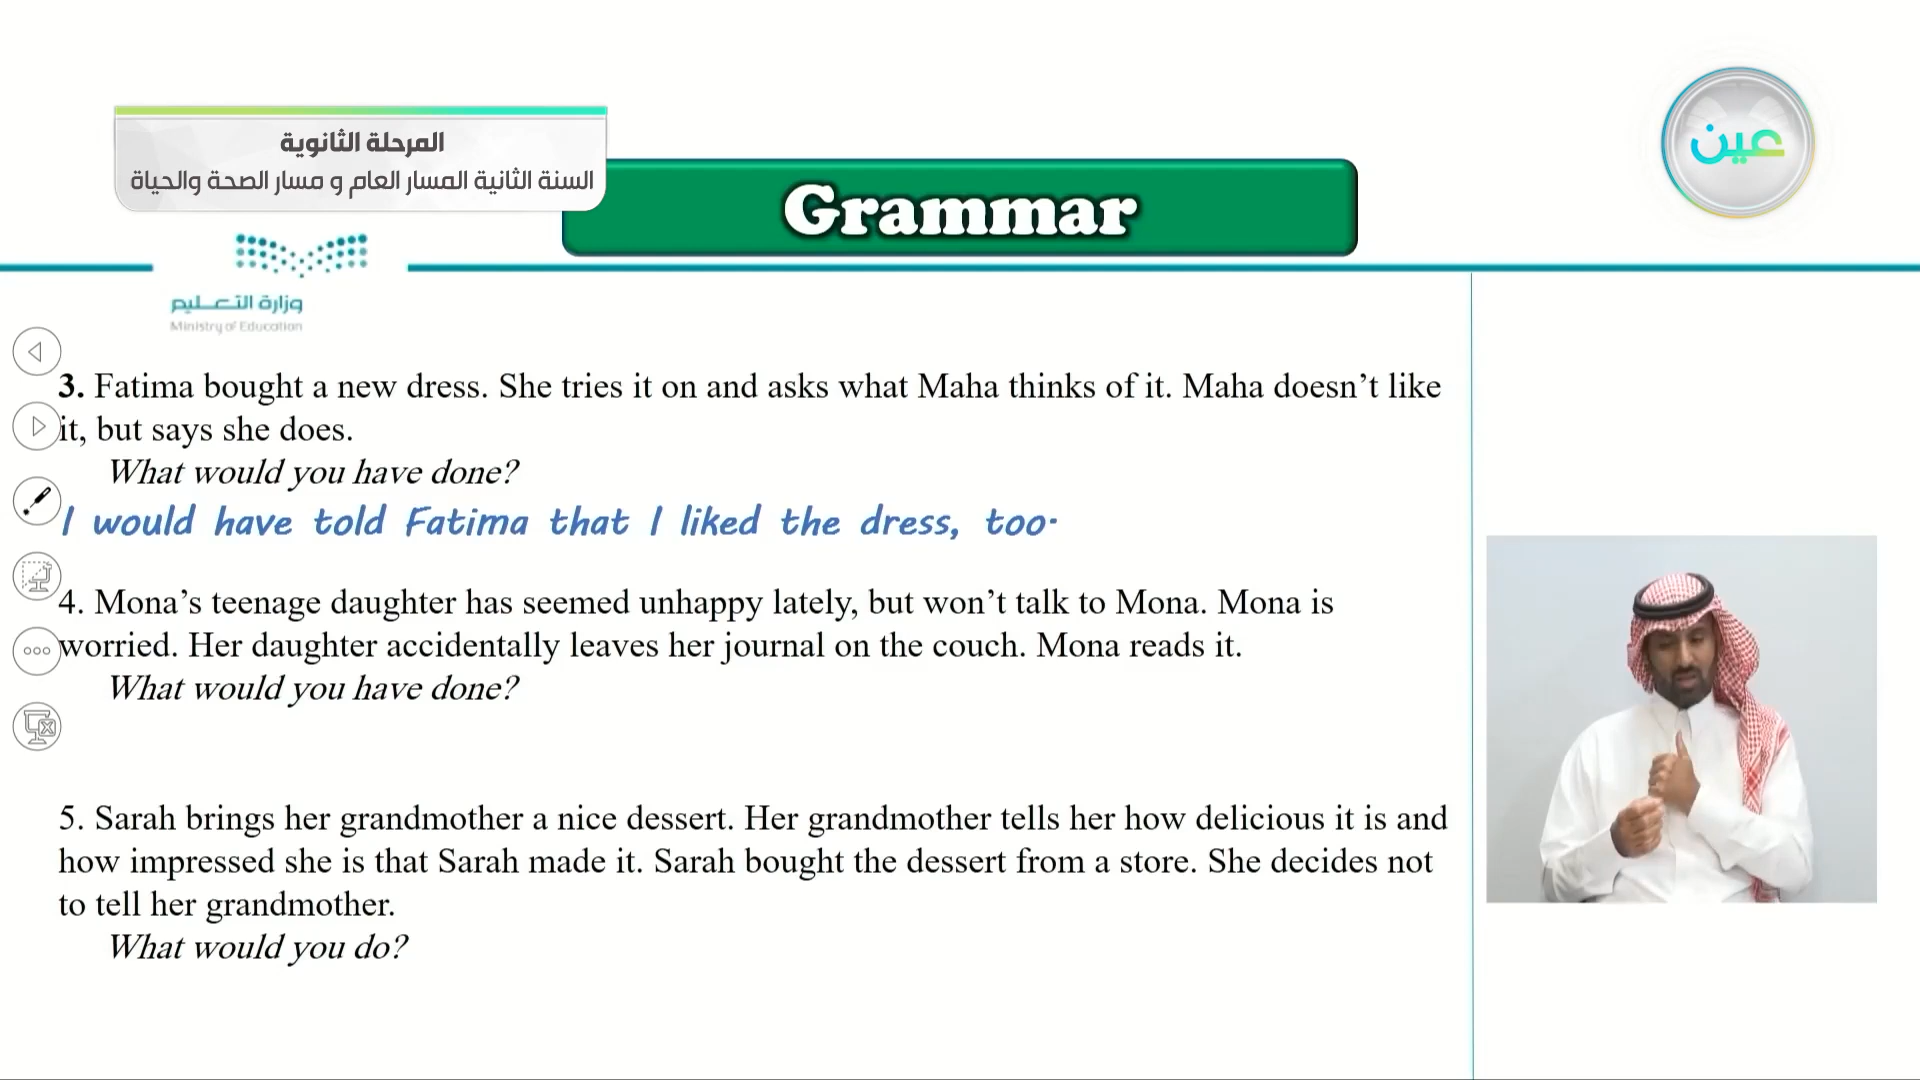 المرحلة الثانوية
السنة الثانية المسار العام و مسار الصحة والحياة
عين
Grammar
وزارة التعليم
Ministry of Education
3. Fatima bought a new dress. She tries it on and asks what Maha thinks of it. Maha doesn’t like
it, but says she does.
What would you have done?
I would have told Fatima that I liked the dress, too.
4. Mona’s teenage daughter has seemed unhappy lately, but won’t talk to Mona. Mona is
worried. Her daughter accidentally leaves her journal on the couch. Mona reads it.
What would you have done?
5. Sarah brings her grandmother a nice dessert. Her grandmother tells her how delicious it is and
how impressed she is that Sarah made it. Sarah bought the dessert from a store. She decides not
to tell her grandmother.
What would you do?